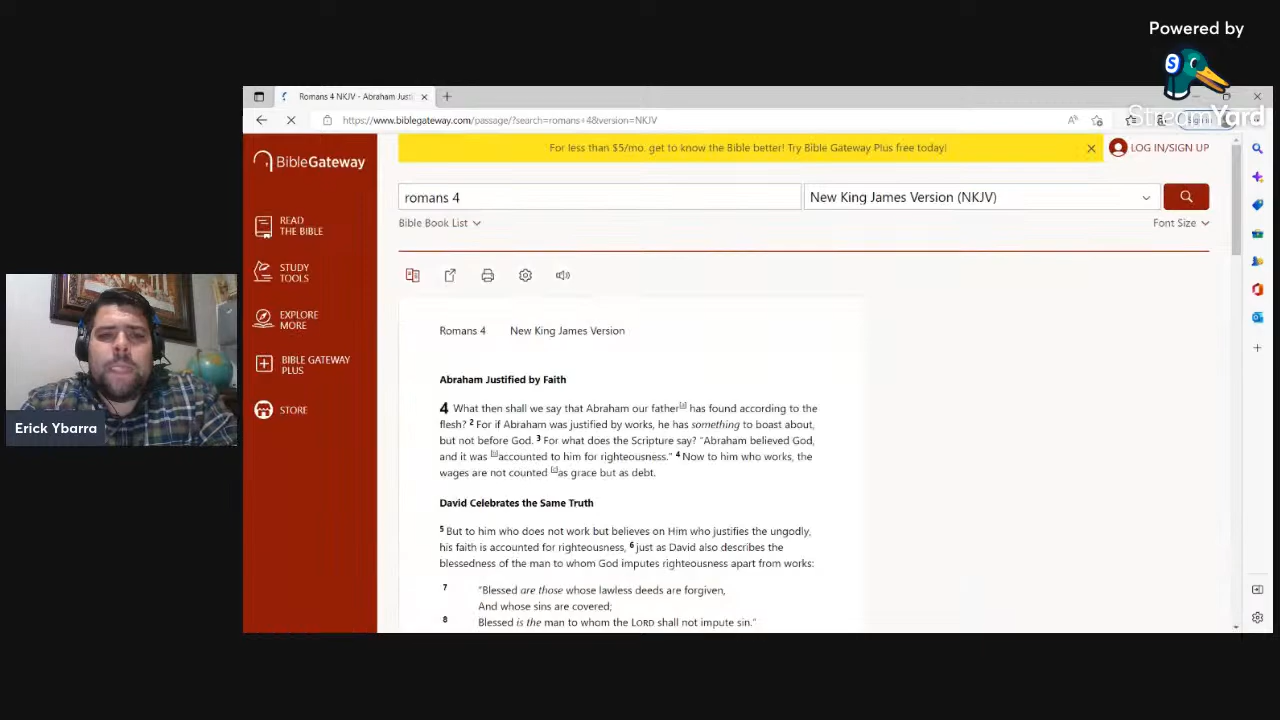 Powered by
S
StreamYard
Romans 4 NKJV - Abraham Justi
https://www.biblegateway.com/passage/?search=romans+4&version=NKJV
For less than $5/mo. get to know the Bible better! Try Bible Gateway Plus free today!
LOG IN/SIGN UP
BibleGateway
romans 4
New King James Version (NKJV)
Bible Book List
Font Size
READ
THE BIBLE
STUDY
TOOLS
EXPLORE
MORE
BIBLE GATEWAY
PLUS
STORE
Erick Ybarra
Romans 4 New King James Version
Abraham Justified by Faith
4 What then shall we say that Abraham our father[a] has found according to the
flesh? 2 For if Abraham was justified by works, he has something to boast about,
but not before God. 3 For what does the Scripture say? "Abraham believed God,
and it was [b]accounted to him for righteousness." 4 Now to him who works, the
wages are not counted [c]as grace but as debt.
David Celebrates the Same Truth
5 But to him who does not work but believes on Him who justifies the ungodly,
his faith is accounted for righteousness, 6 just as David also describes the
blessedness of the man to whom God imputes righteousness apart from works:
7 "Blessed are those whose lawless deeds are forgiven,
And whose sins are covered;
8 Blessed is the man to whom the LORD shall not impute sin."